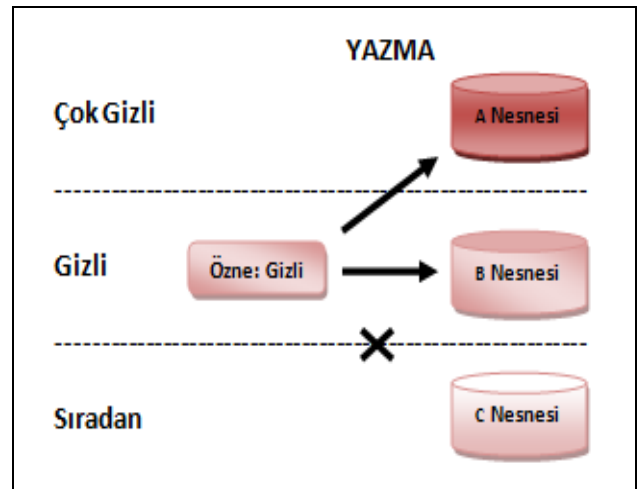 YAZMA
Çok Gizli
A Nesnesi
Gizli
Özne: Gizli
B Nesnesi
Sıradan
C Nesnesi